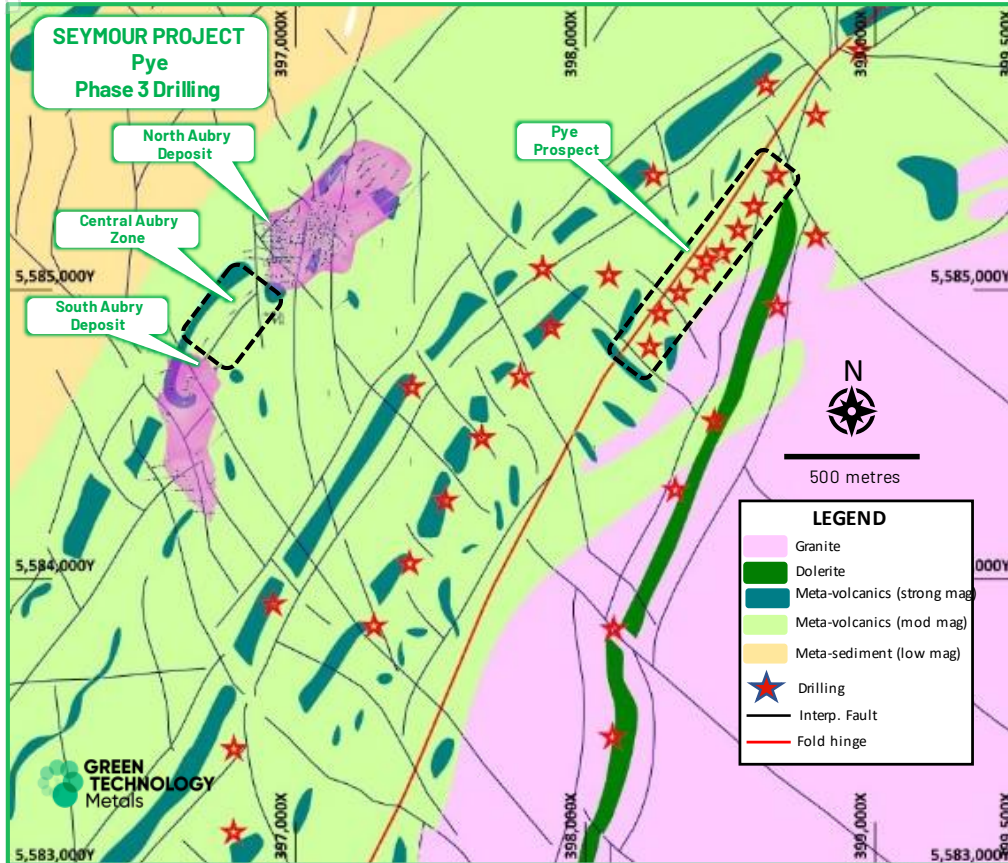 SEYMOUR PROJECT
Pye
Phase 3 Drilling
397,000X
398,000X
North Aubry
Deposit
Pye
Prospect
Central Aubry
Zone
South Aubry
Deposit
5,585,000Y
5,585,000Y
N
500 metres
LEGEND
Granite
Dolerite
Meta-volcanics (strong mag)
Meta-volcanics (mod mag)
Meta-sediment (low mag)
Drilling
Interp. Fault
Fold hinge
5,584,000Y
000Y
GREEN
TECHNOLOGY
Metals
397,000X
398,000X
399,000X
5,583,000Y
5,583,000Y